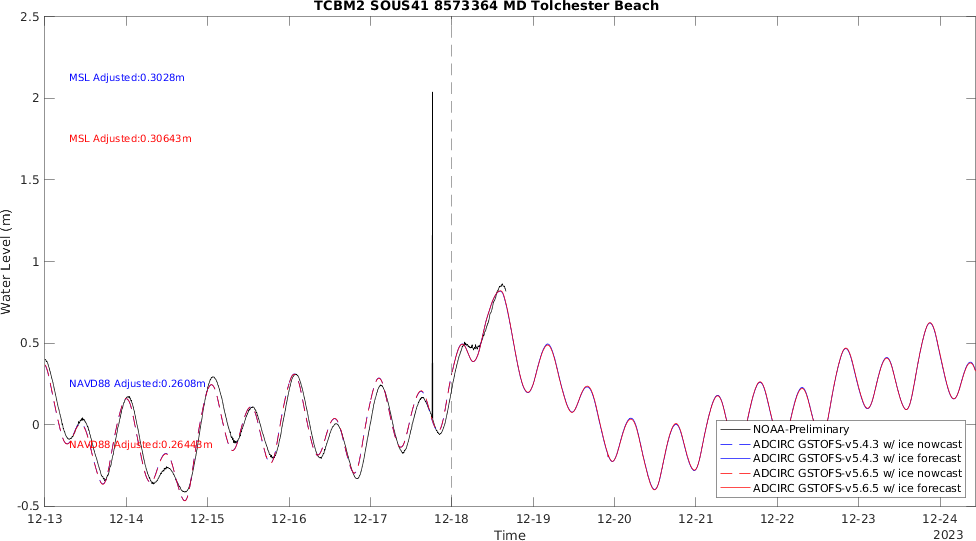 TCBM2 SOUS41 8573364 MD Tolchester Beach
2.5
MSL Adjusted:0.3028m
2
MSL Adjusted:0.30643m
1.5
1
Water Level (m)
0.5
NAVD88 Adjusted:0.2608m
0
NAVD88 Adjusted:0.26443m
NOAA-Preliminary
ADCIRC GSTOFS-v5.4.3 w/ ice nowcast
ADCIRC GSTOFS-v5.4.3 w/ ice forecast
ADCIRC GSTOFS-v5.6.5 w/ ice nowcast
ADCIRC GSTOFS-v5.6.5 w/ ice forecast
-0.5
12-13 12-14 12-15 12-16 12-17 12-18 12-19 12-20 12-21 12-22 12-23 12-24
Time
2023